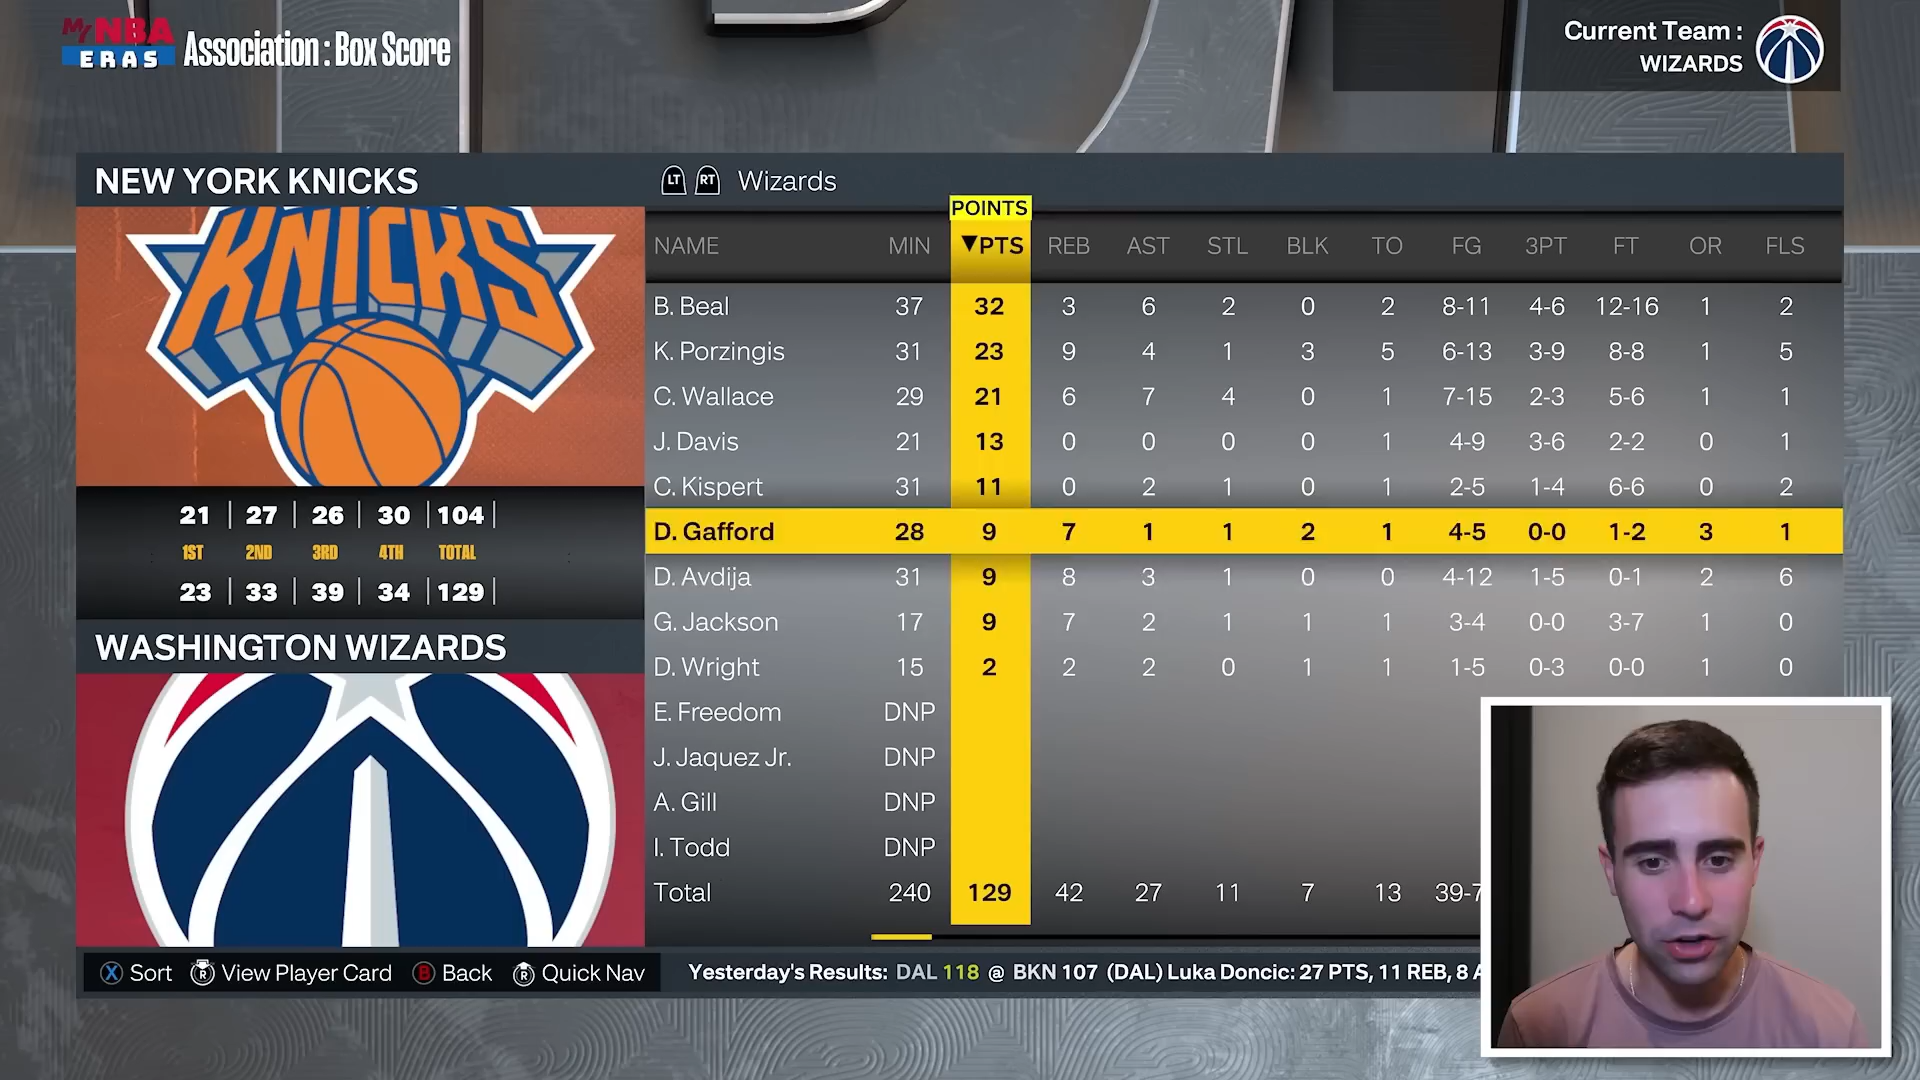 MyNBA
ERAS
Association : Box Score
Current Team :
WIZARDS
NEW YORK KNICKS
KNICKS
21 | 27 | 26 | 30 | 104 |
1ST 2ND 3RD 4TH TOTAL
23 | 33 | 39 | 34 | 129 |
WASHINGTON WIZARDS
LT RT Wizards
POINTS
NAME MIN ▼PTS REB AST STL BLK TO FG 3PT FT OR FLS
B. Beal 37 32 3 6 2 0 2 8-11 4-6 12-16 1 2
K. Porzingis 31 23 9 4 1 3 5 6-13 3-9 8-8 1 5
C. Wallace 29 21 6 7 4 0 1 7-15 2-3 5-6 1 1
J. Davis 21 13 0 0 0 0 1 4-9 3-6 2-2 0 1
C. Kispert 31 11 0 2 1 0 1 2-5 1-4 6-6 0 2
D. Gafford 28 9 7 1 1 2 1 4-5 0-0 1-2 3 1
D. Avdija 31 9 8 3 1 0 0 4-12 1-5 0-1 2 6
G. Jackson 17 9 7 2 1 1 1 3-4 0-0 3-7 1 0
D. Wright 15 2 2 2 0 1 1 1-5 0-3 0-0 1 0
E. Freedom DNP
J. Jaquez Jr. DNP
A. Gill DNP
I. Todd DNP
Total 240 129 42 27 11 7 13 39-7
X Sort R View Player Card B Back R Quick Nav
Yesterday's Results: DAL 118 @ BKN 107 (DAL) Luka Doncic: 27 PTS, 11 REB, 8 A